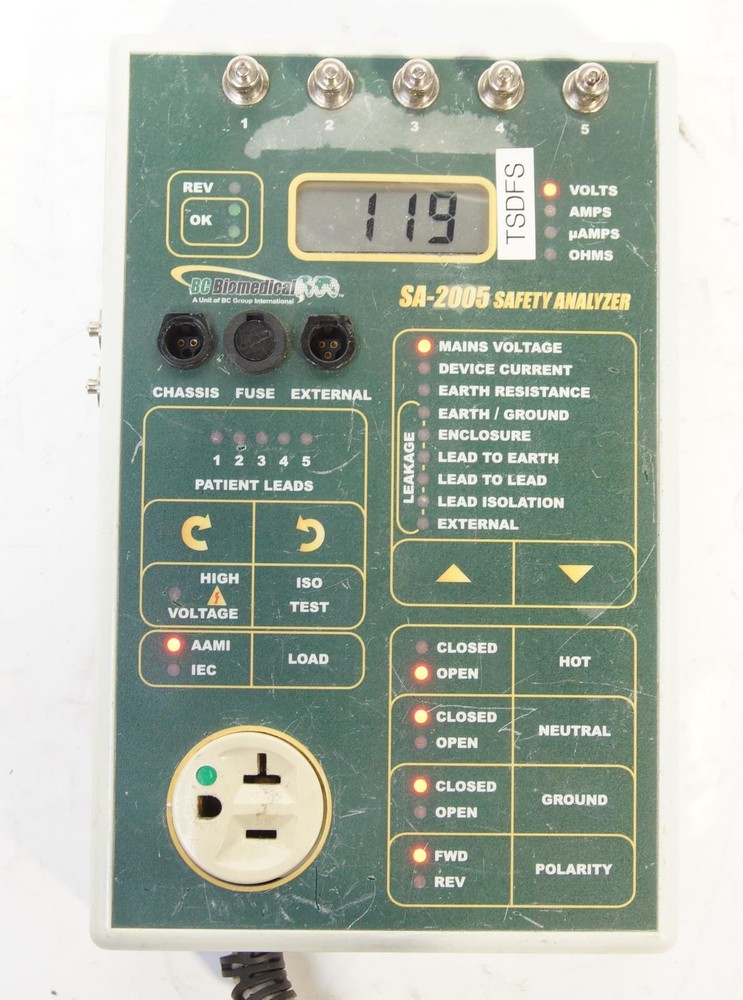 1 2 3 4 5
REV
OK
119
TSDFS
VOLTS
AMPS
µAMPS
OHMS
BC Biomedical
A Unit of BC Group International
SA-2005 SAFETY ANALYZER
CHASSIS FUSE EXTERNAL
1 2 3 4 5
PATIENT LEADS
HIGH
VOLTAGE
ISO
TEST
AAMI
IEC
LOAD
MAINS VOLTAGE
DEVICE CURRENT
EARTH RESISTANCE
LEAKAGE
EARTH / GROUND
ENCLOSURE
LEAD TO EARTH
LEAD TO LEAD
LEAD ISOLATION
EXTERNAL
CLOSED
OPEN
HOT
CLOSED
OPEN
NEUTRAL
CLOSED
OPEN
GROUND
FWD
REV
POLARITY